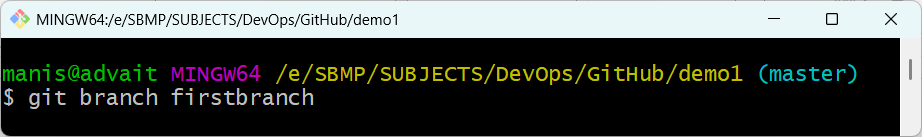 MINGW64:/e/SBMP/SUBJECTS/DevOps/GitHub/demo1
manis@advait MINGW64 /e/SBMP/SUBJECTS/DevOps/GitHub/demo1 (master)
$ git branch firstbranch